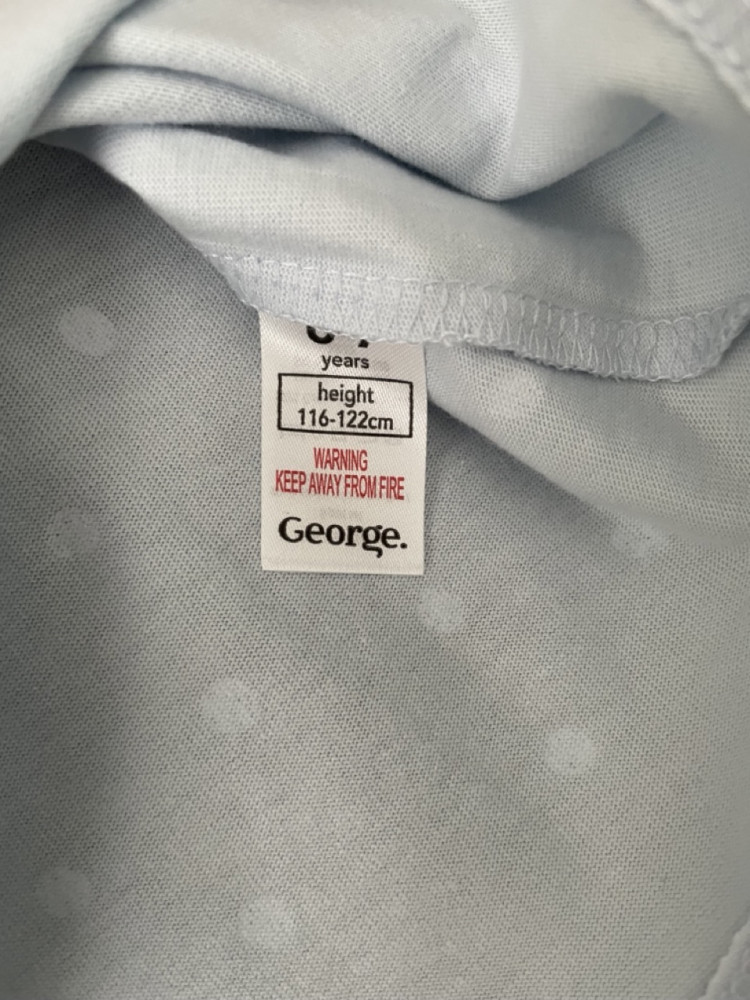 years
height
116-122cm
WARNING
KEEP AWAY FROM FIRE
George.